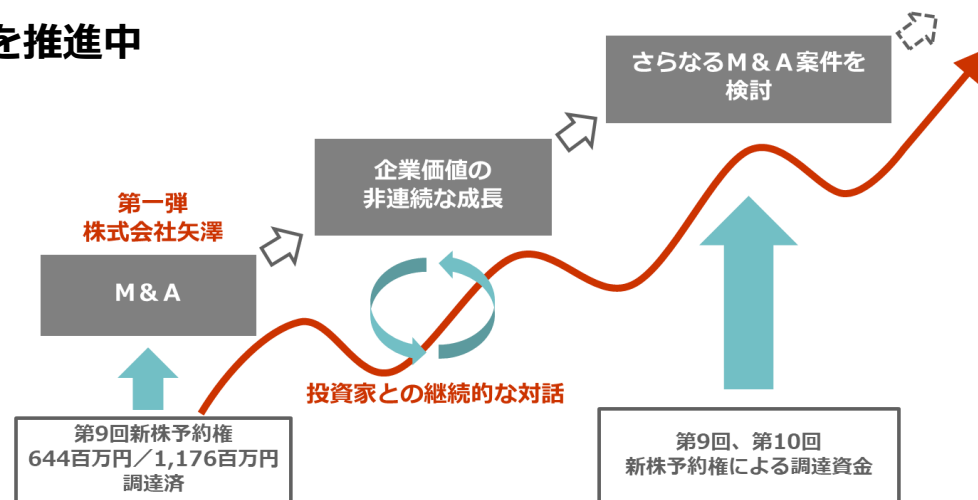 を推進中
さらなるM&A案件を
検討
企業価値の
非連続な成長
第一弾
株式会社矢澤
M&A
投資家との継続的な対話
第9回新株予約権
644百万円/1,176百万円
調達済
第9回、第10回
新株予約権による調達資金